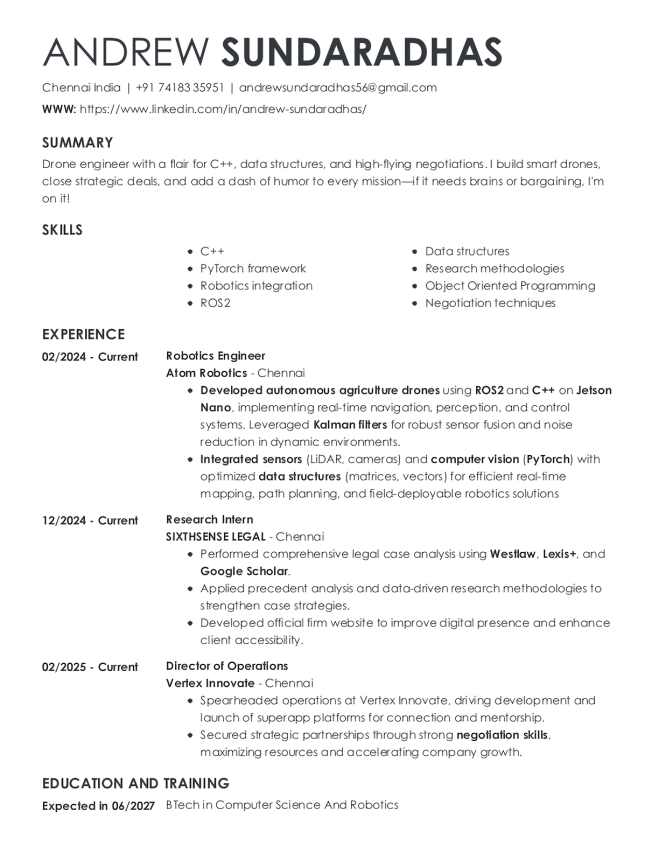 ANDREW SUNDARADHAS
Chennai India | +91 74183 35951 | andrewsundaradhas56@gmail.com
WWW: https://www.linkedin.com/in/andrew-sundaradhas/
SUMMARY
Drone engineer with a flair for C++, data structures, and high-flying negotiations. I build smart drones,
close strategic deals, and add a dash of humor to every mission—if it needs brains or bargaining, I'm
on it!
SKILLS
• C++
• PyTorch framework
• Robotics integration
• ROS2
• Data structures
• Research methodologies
• Object Oriented Programming
• Negotiation techniques
EXPERIENCE
02/2024 - Current
Robotics Engineer
Atom Robotics - Chennai
• Developed autonomous agriculture drones using ROS2 and C++ on Jetson
Nano, implementing real-time navigation, perception, and control
systems. Leveraged Kalman filters for robust sensor fusion and noise
reduction in dynamic environments.
• Integrated sensors (LiDAR, cameras) and computer vision (PyTorch) with
optimized data structures (matrices, vectors) for efficient real-time
mapping, path planning, and field-deployable robotics solutions
12/2024 - Current
Research Intern
SIXTHSENSE LEGAL - Chennai
• Performed comprehensive legal case analysis using Westlaw, Lexis+, and
Google Scholar.
• Applied precedent analysis and data-driven research methodologies to
strengthen case strategies.
• Developed official firm website to improve digital presence and enhance
client accessibility.
02/2025 - Current
Director of Operations
Vertex Innovate - Chennai
• Spearheaded operations at Vertex Innovate, driving development and
launch of superapp platforms for connection and mentorship.
• Secured strategic partnerships through strong negotiation skills,
maximizing resources and accelerating company growth.
EDUCATION AND TRAINING
Expected in 06/2027 BTech in Computer Science And Robotics